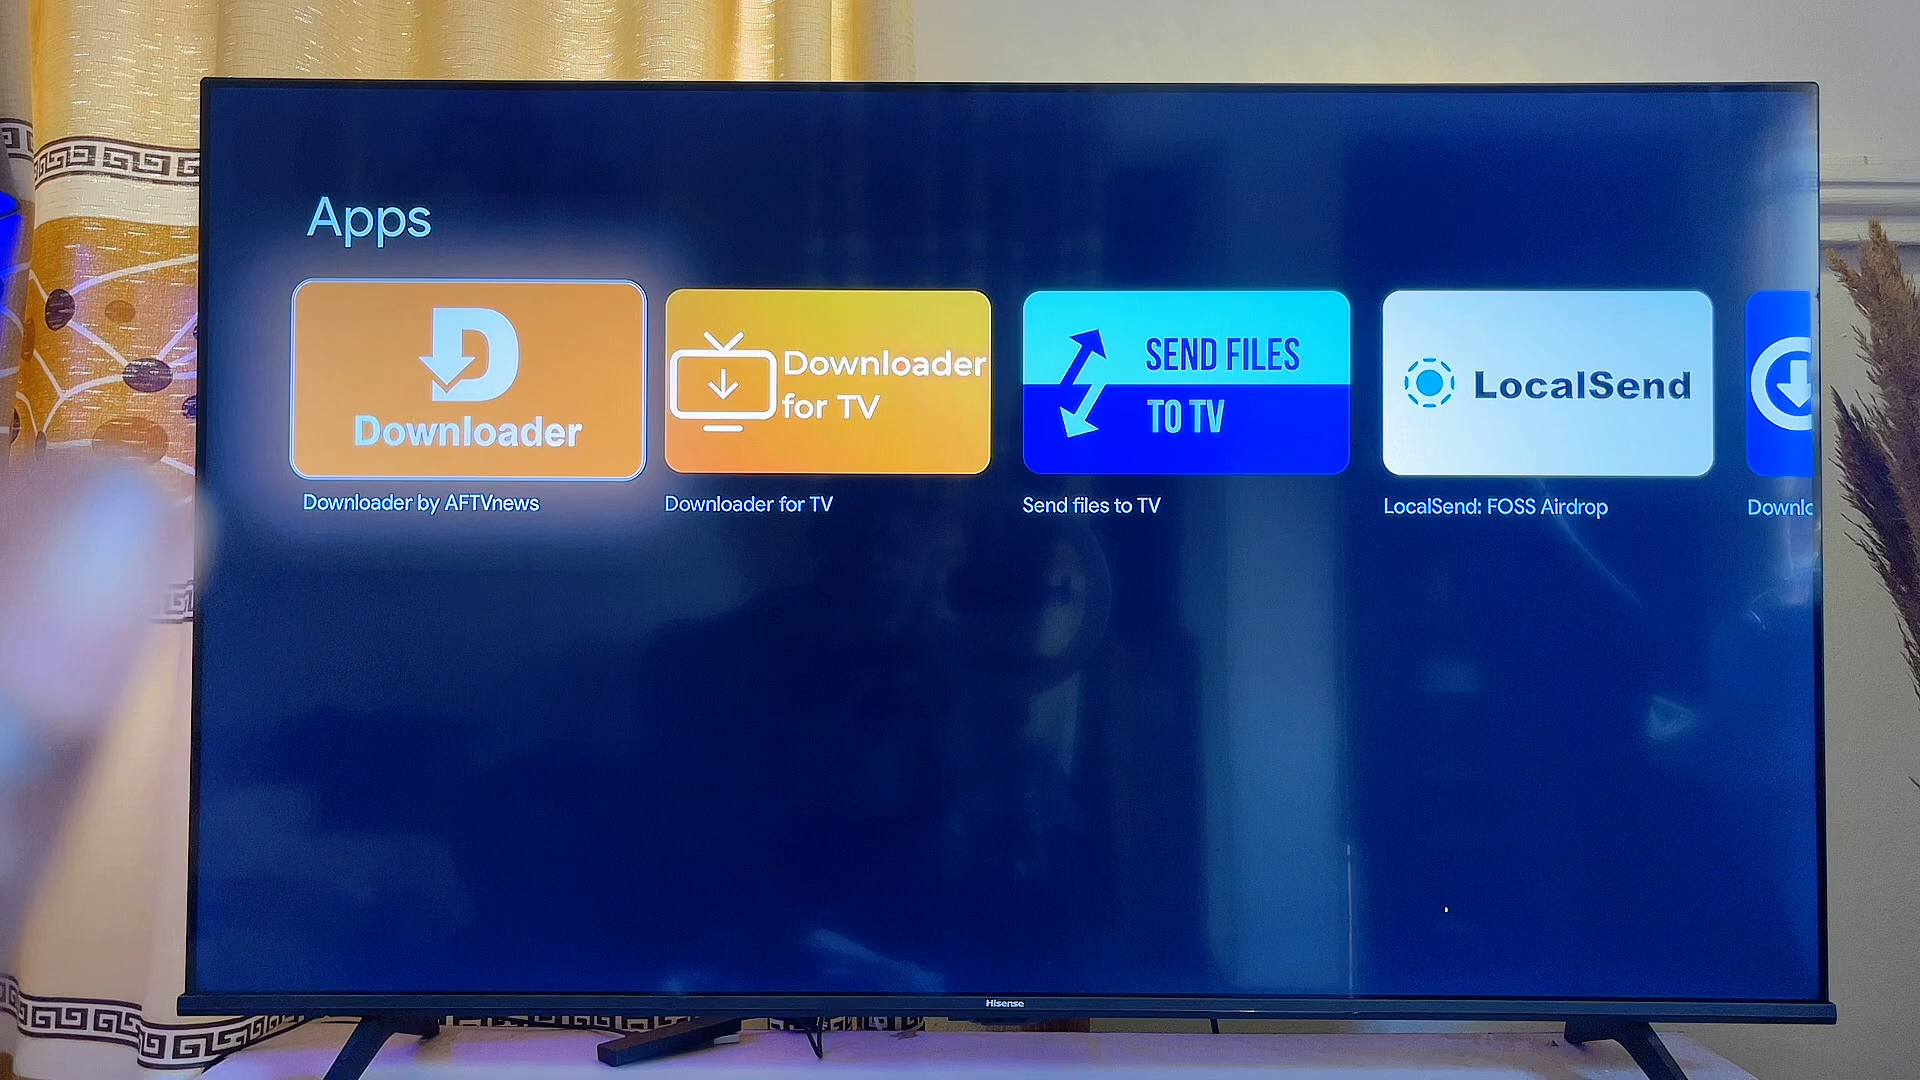 Apps
Downloader
Downloader
for TV
SEND FILES
TO TV
LocalSend
Downloader by AFTVnews
Downloader for TV
Send files to TV
LocalSend: FOSS Airdrop
Downlo
Hisense